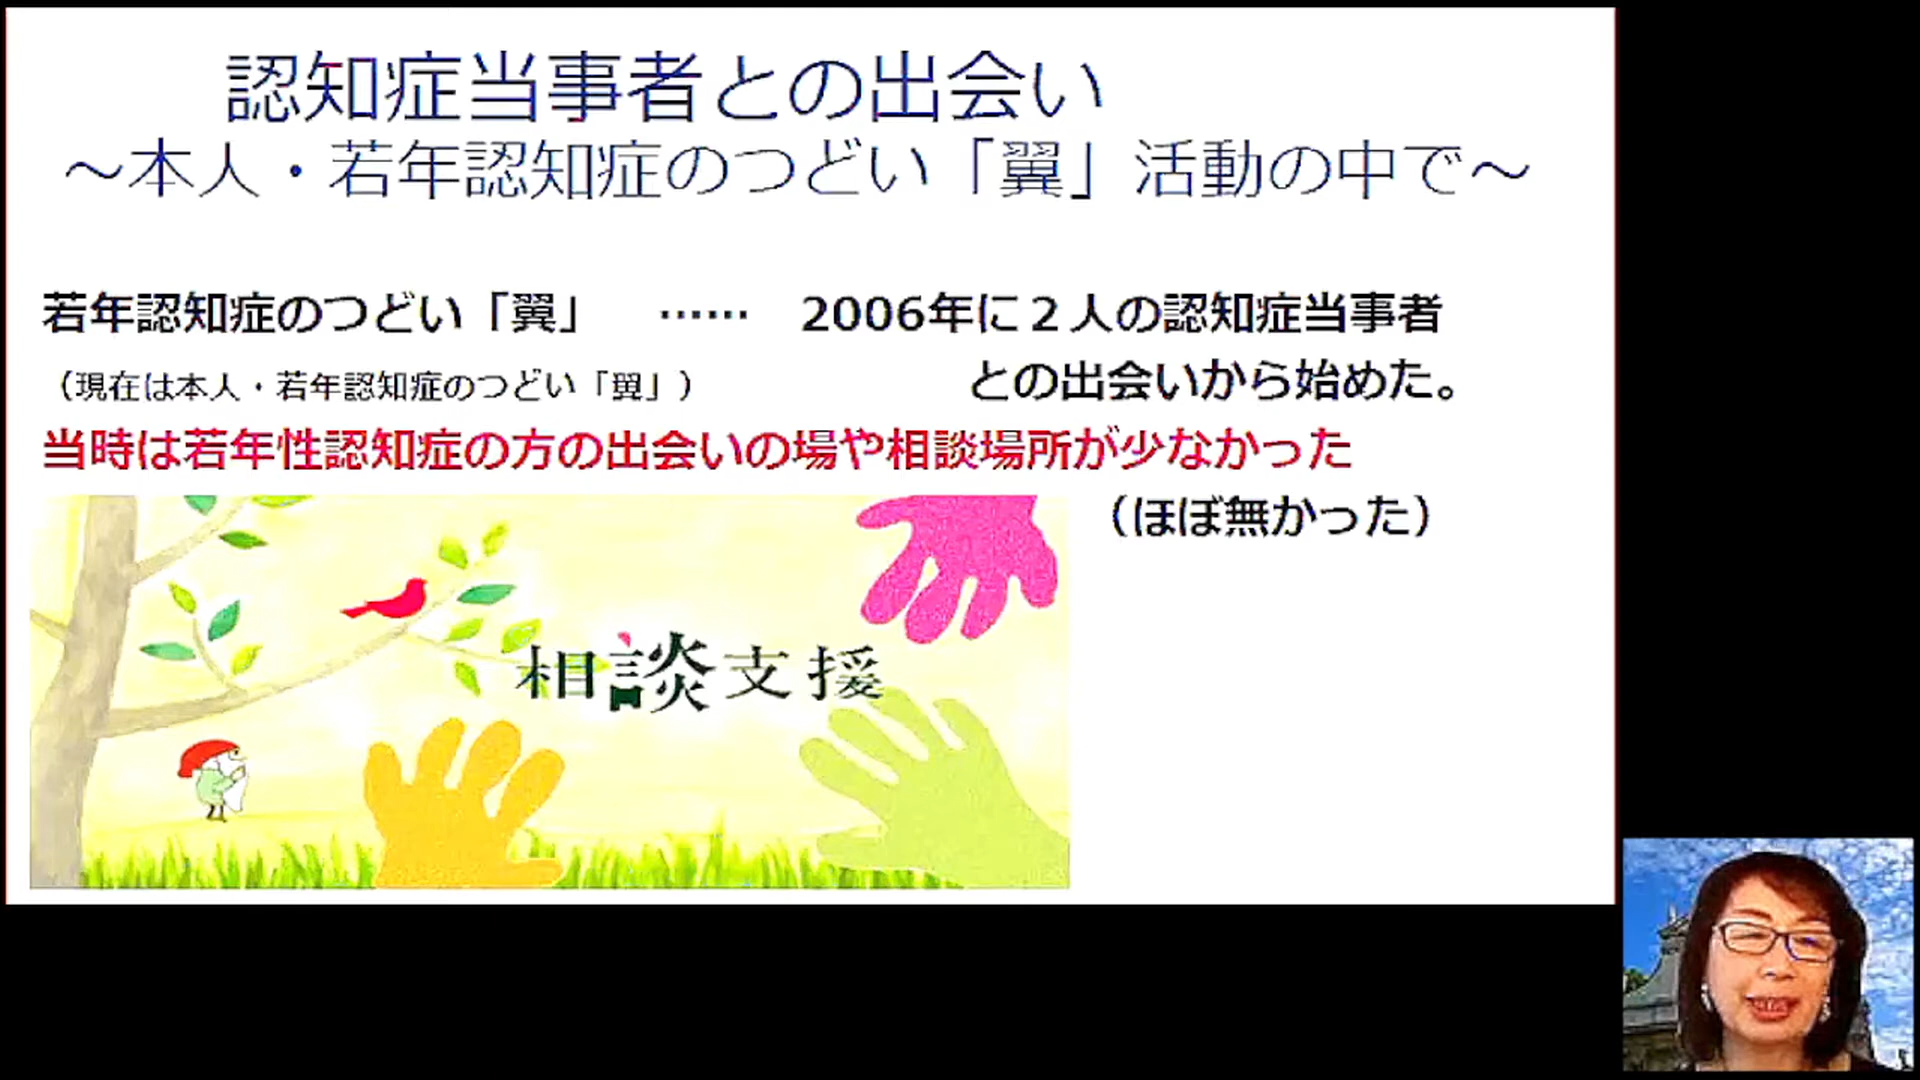 認知症当事者との出会い
～本人・若年認知症のつどい「翼」活動の中で～
若年認知症のつどい「翼」 …… 2006年に２人の認知症当事者
（現在は本人・若年認知症のつどい「翼」） との出会いから始めた。
当時は若年性認知症の方の出会いの場や相談場所が少なかった
（ほぼ無かった）
相談支援